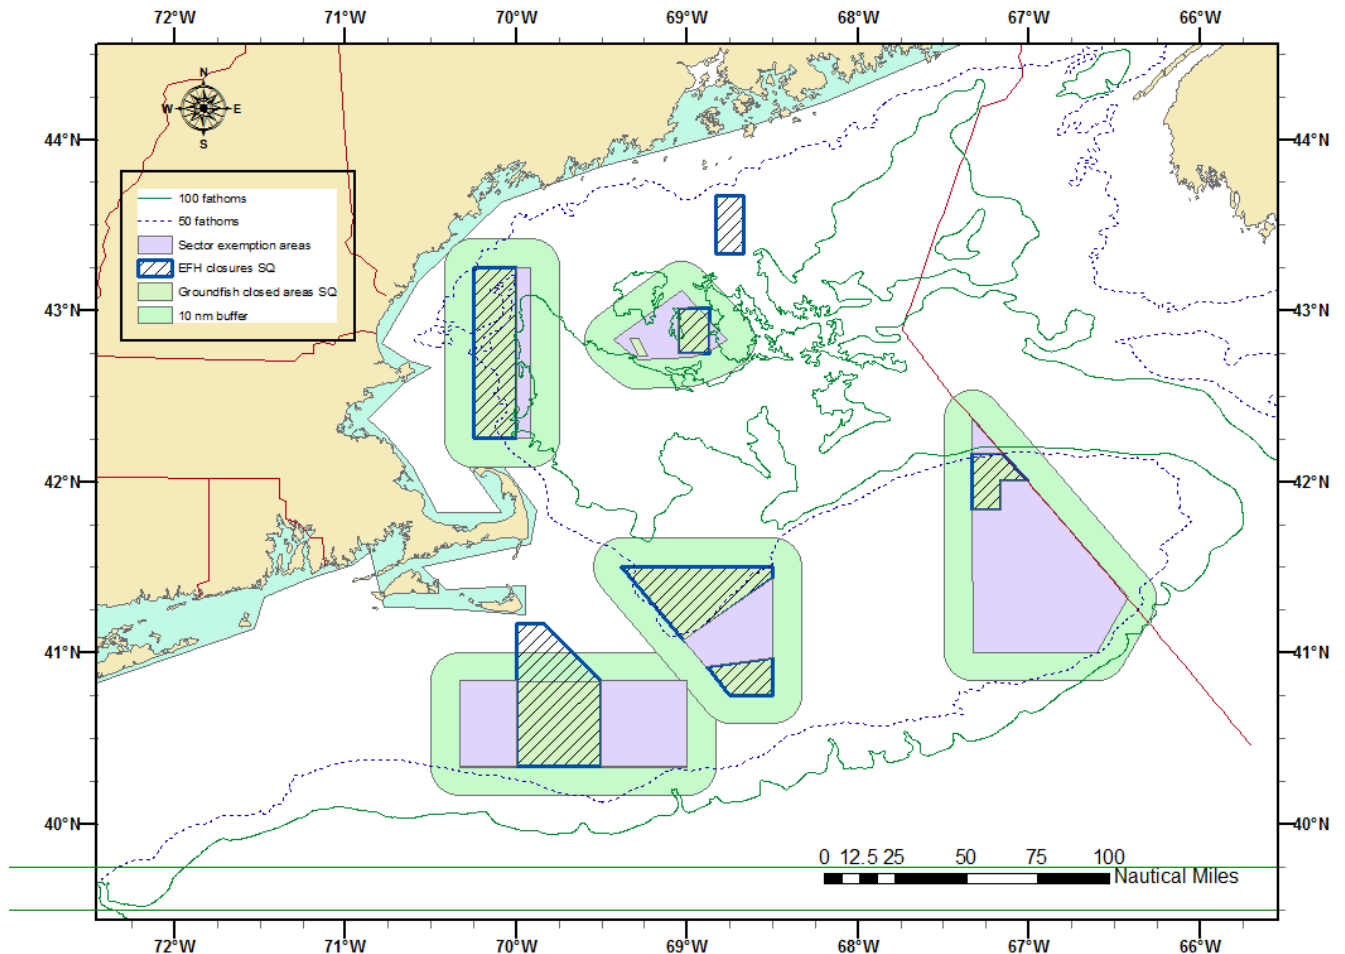 72°W 71°W 70°W 69°W 68°W 67°W 66°W
N
W E
S
44°N 44°N
100 fathoms
50 fathoms
Sector exemption areas
EFH closures SQ
Groundfish closed areas SQ
10 nm buffer
43°N 43°N
42°N 42°N
41°N 41°N
40°N 40°N
0 12.5 25 50 75 100
Nautical Miles
72°W 71°W 70°W 69°W 68°W 67°W 66°W